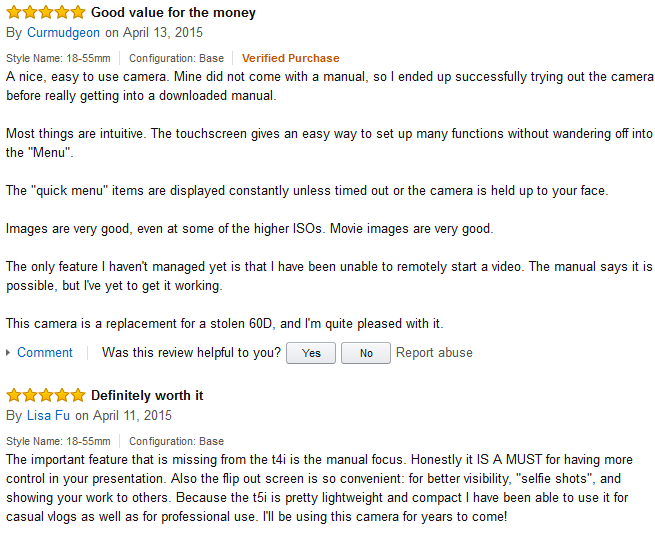 Good value for the money
By Curmudgeon on April 13, 2015
Style Name: 18-55mm Configuration: Base Verified Purchase
A nice, easy to use camera. Mine did not come with a manual, so I ended up successfully trying out the camera
before really getting into a downloaded manual.
Most things are intuitive. The touchscreen gives an easy way to set up many functions without wandering off into
the "Menu".
The "quick menu" items are displayed constantly unless timed out or the camera is held up to your face.
Images are very good, even at some of the higher ISOs. Movie images are very good.
The only feature I haven't managed yet is that I have been unable to remotely start a video. The manual says it is
possible, but I've yet to get it working.
This camera is a replacement for a stolen 60D, and I'm quite pleased with it.
Comment Was this review helpful to you? Yes No Report abuse
Definitely worth it
By Lisa Fu on April 11, 2015
Style Name: 18-55mm Configuration: Base
The important feature that is missing from the t4i is the manual focus. Honestly it IS A MUST for having more
control in your presentation. Also the flip out screen is so convenient: for better visibility, "selfie shots", and
showing your work to others. Because the t5i is pretty lightweight and compact I have been able to use it for
casual vlogs as well as for professional use. I'll be using this camera for years to come!